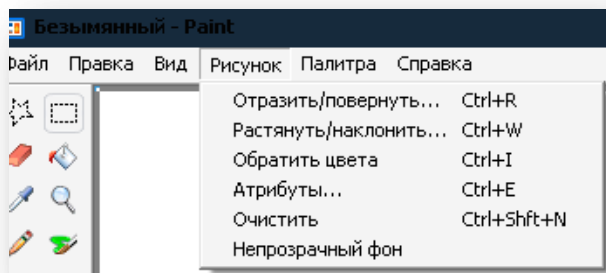 Безымянный - Paint
Файл Правка Вид Рисунок Палитра Справка
Отразить/повернуть... Ctrl+R
Растянуть/наклонить... Ctrl+W
Обратить цвета Ctrl+I
Атрибуты... Ctrl+E
Очистить Ctrl+Shft+N
Непрозрачный фон